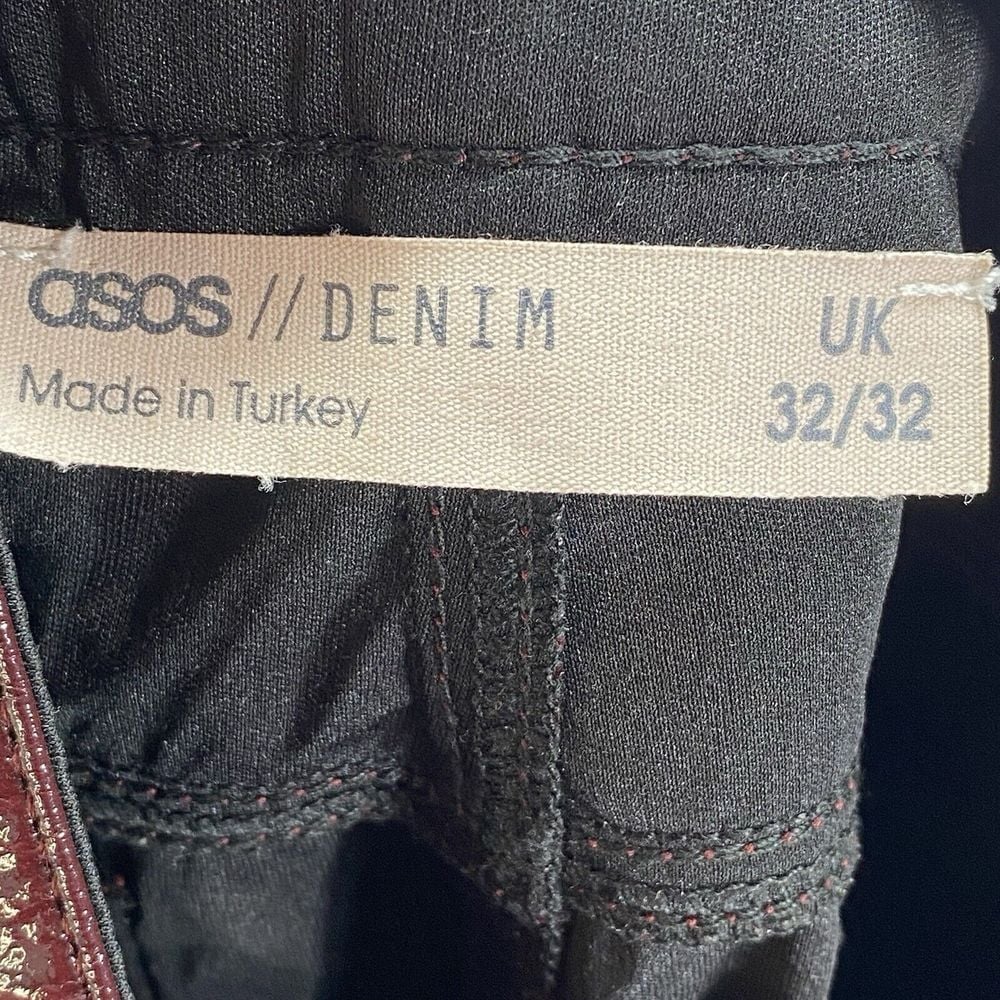 asos // DENIM UK
Made in Turkey 32/32